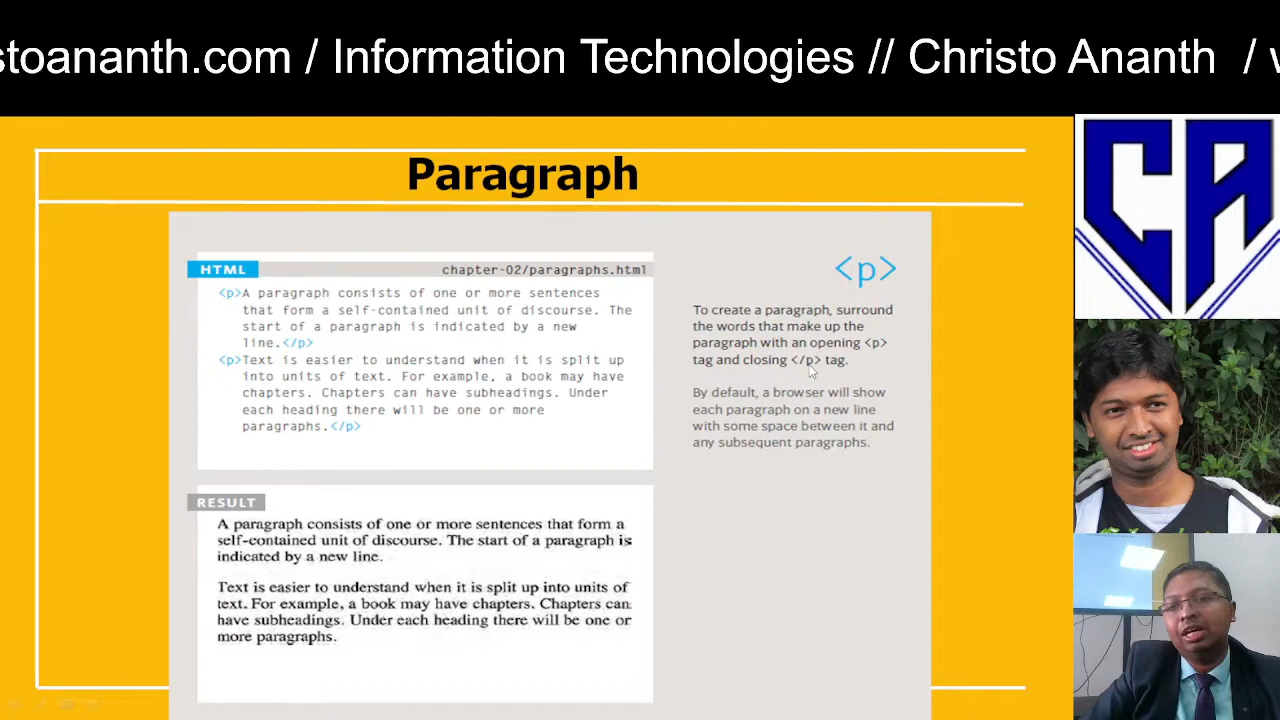 stoananth.com / Information Technologies // Christo Ananth / w
Paragraph
HTML
chapter-02/paragraphs.html
<p>A paragraph consists of one or more sentences
that form a self-contained unit of discourse. The
start of a paragraph is indicated by a new
line.</p>
<p>Text is easier to understand when it is split up
into units of text. For example, a book may have
chapters. Chapters can have subheadings. Under
each heading there will be one or more
paragraphs.</p>
RESULT
A paragraph consists of one or more sentences that form a
self-contained unit of discourse. The start of a paragraph is
indicated by a new line.
Text is easier to understand when it is split up into units of
text. For example, a book may have chapters. Chapters can
have subheadings. Under each heading there will be one or
more paragraphs.
<p>
To create a paragraph, surround
the words that make up the
paragraph with an opening <p>
tag and closing </p> tag.
By default, a browser will show
each paragraph on a new line
with some space between it and
any subsequent paragraphs.
CA